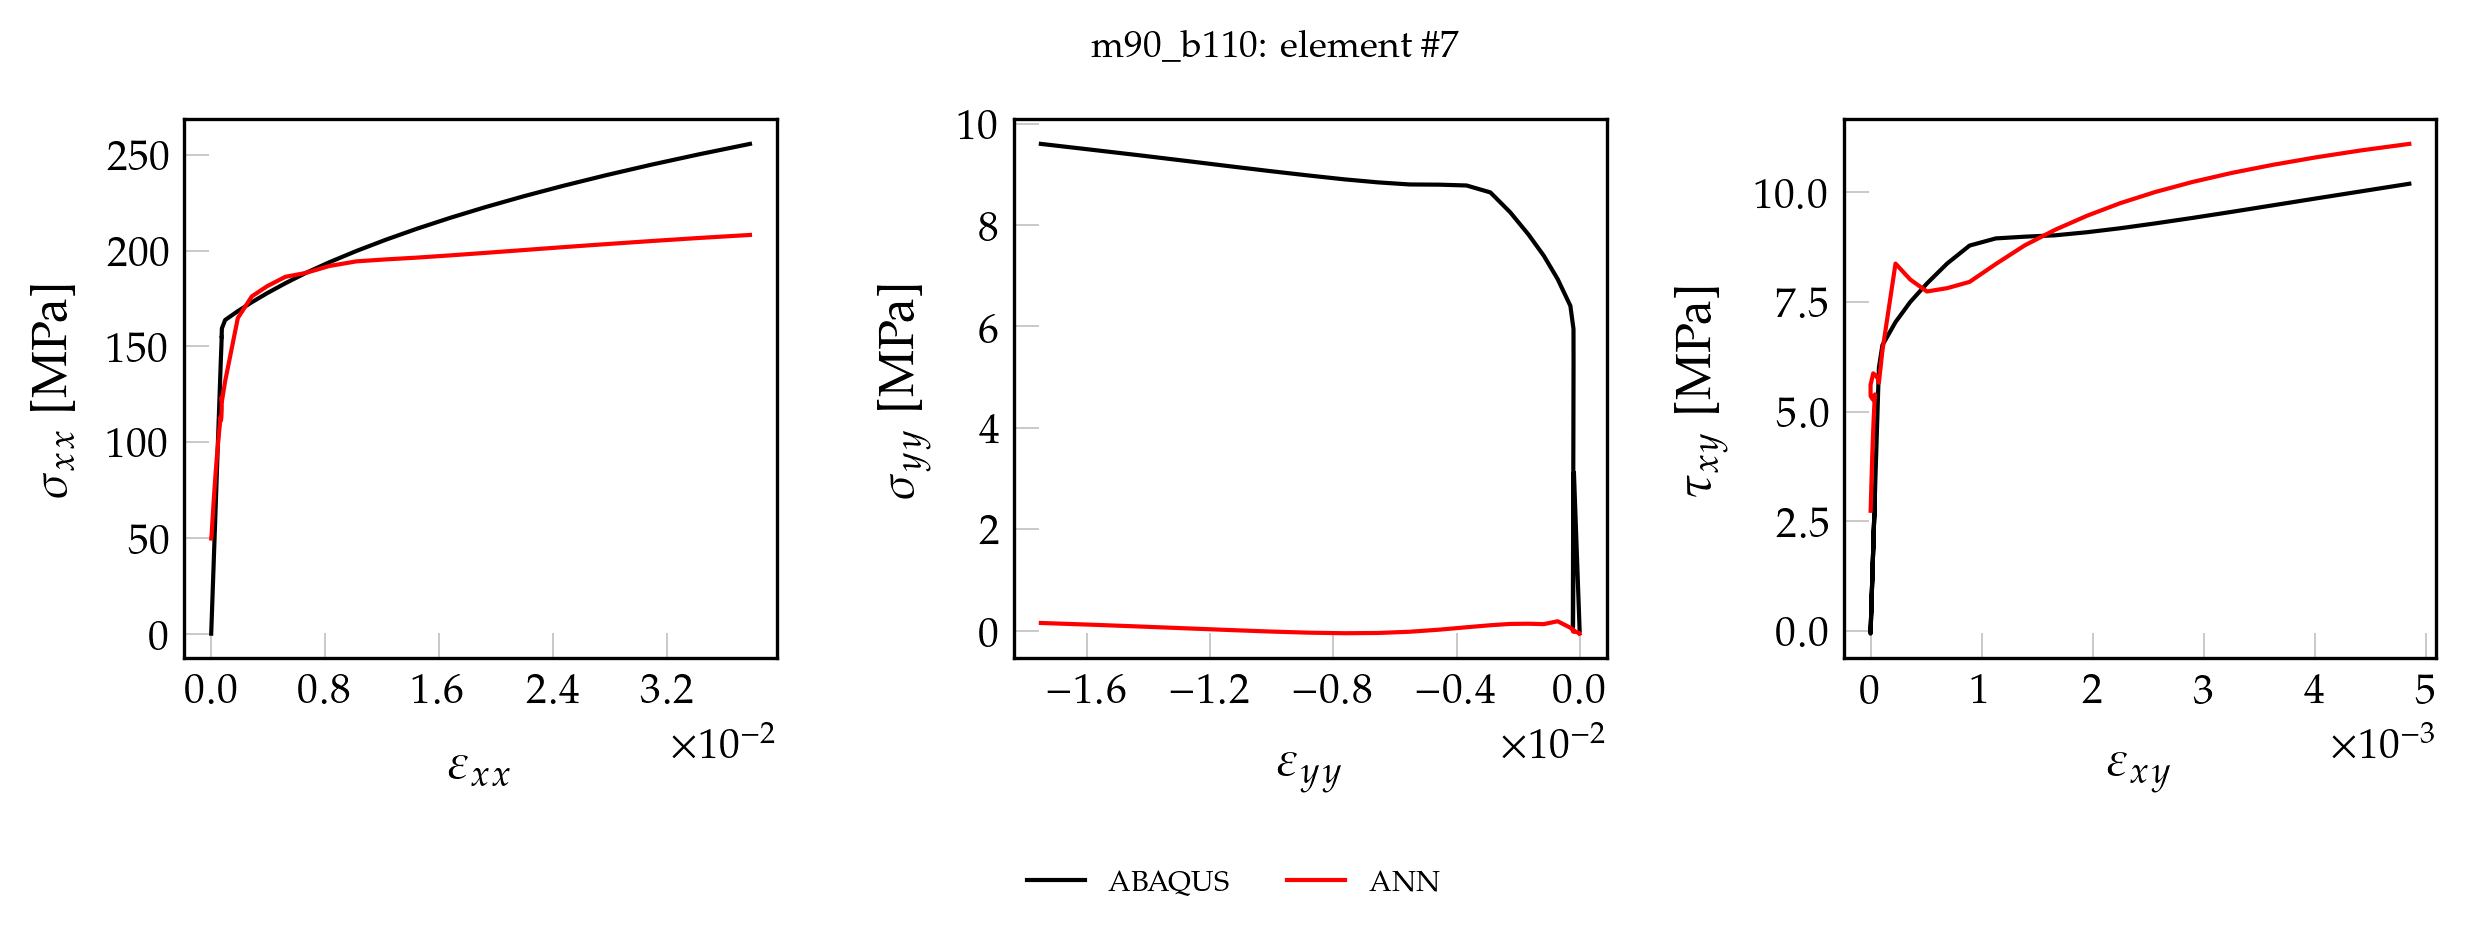 m90_b110: element #7
σxx [MPa]
250
200
150
100
50
0
0.0 0.8 1.6 2.4 3.2
×10−2
εxx
σyy [MPa]
10
8
6
4
2
0
−1.6 −1.2 −0.8 −0.4 0.0
×10−2
εyy
τxy [MPa]
10.0
7.5
5.0
2.5
0.0
0 1 2 3 4 5
×10−3
εxy
ABAQUS ANN